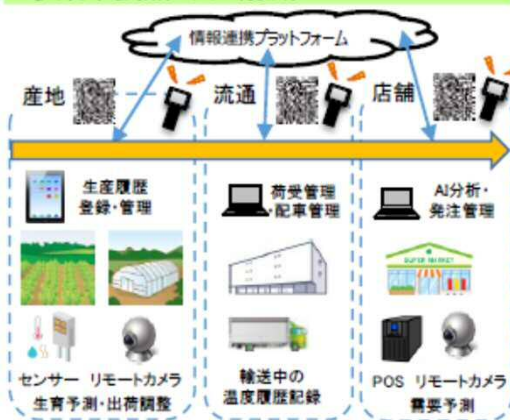 情報連携プラットフォーム
産地
流通
店舗
生産履歴
登録・管理
荷受管理
・配車管理
AI分析・
発注管理
SUPER MARKET
センサー リモートカメラ
生育予測・出荷調整
輸送中の
温度履歴記録
POS リモートカメラ
需要予測